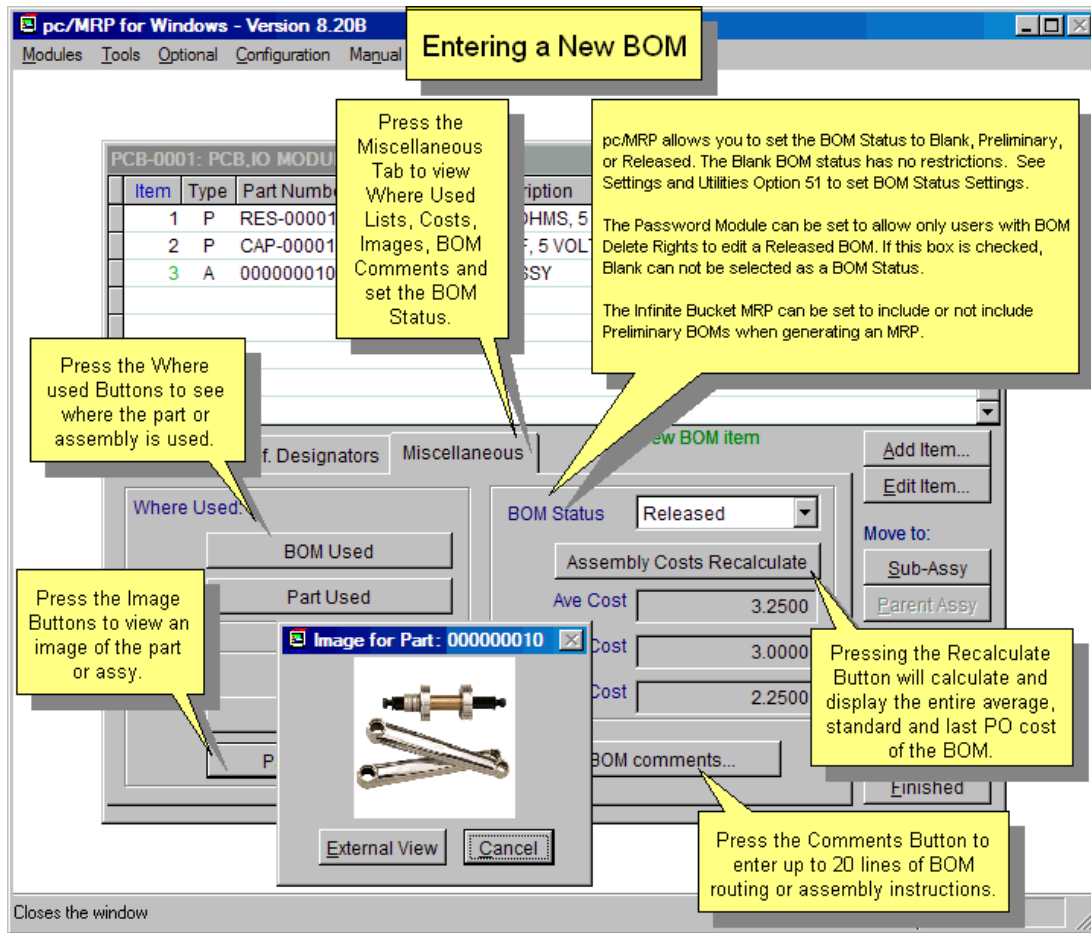 pc/MRP for Windows - Version 8.20B
Entering a New BOM
Modules Tools Optional Configuration Manual
Press the
Miscellaneous
Tab to view
Where Used
Lists, Costs,
Images, BOM
Comments and
set the BOM
Status.
pc/MRP allows you to set the BOM Status to Blank, Preliminary,
or Released. The Blank BOM status has no restrictions. See
Settings and Utilities Option 51 to set BOM Status Settings.
The Password Module can be set to allow only users with BOM
Delete Rights to edit a Released BOM. If this box is checked,
Blank can not be selected as a BOM Status.
The Infinite Bucket MRP can be set to include or not include
Preliminary BOMs when generating an MRP.
PCB-0001: PCB,IO
Item Type Part
1 P RES-00001 OHMS, 5
2 P CAP-00001 5
3 A 000000010
Press the Where
used Buttons to see
where the part or
assembly is used.
BOM item
Designators Miscellaneous
Add Item...
Edit Item...
Where Used:
BOM Status Released
Move to:
BOM Used
Assembly Costs Recalculate
Sub-Assy
Part Used
Ave Cost 3.2500
Parent Assy
Press the Image
Buttons to view an
image of the part
or assy.
Image for Part: 000000010
Cost 3.0000
Cost 2.2500
Pressing the Recalculate
Button will calculate and
display the entire average,
standard and last PO cost
of the BOM.
P
BOM comments...
Finished
External View Cancel
Press the Comments Button to
enter up to 20 lines of BOM
routing or assembly instructions.
Closes the window